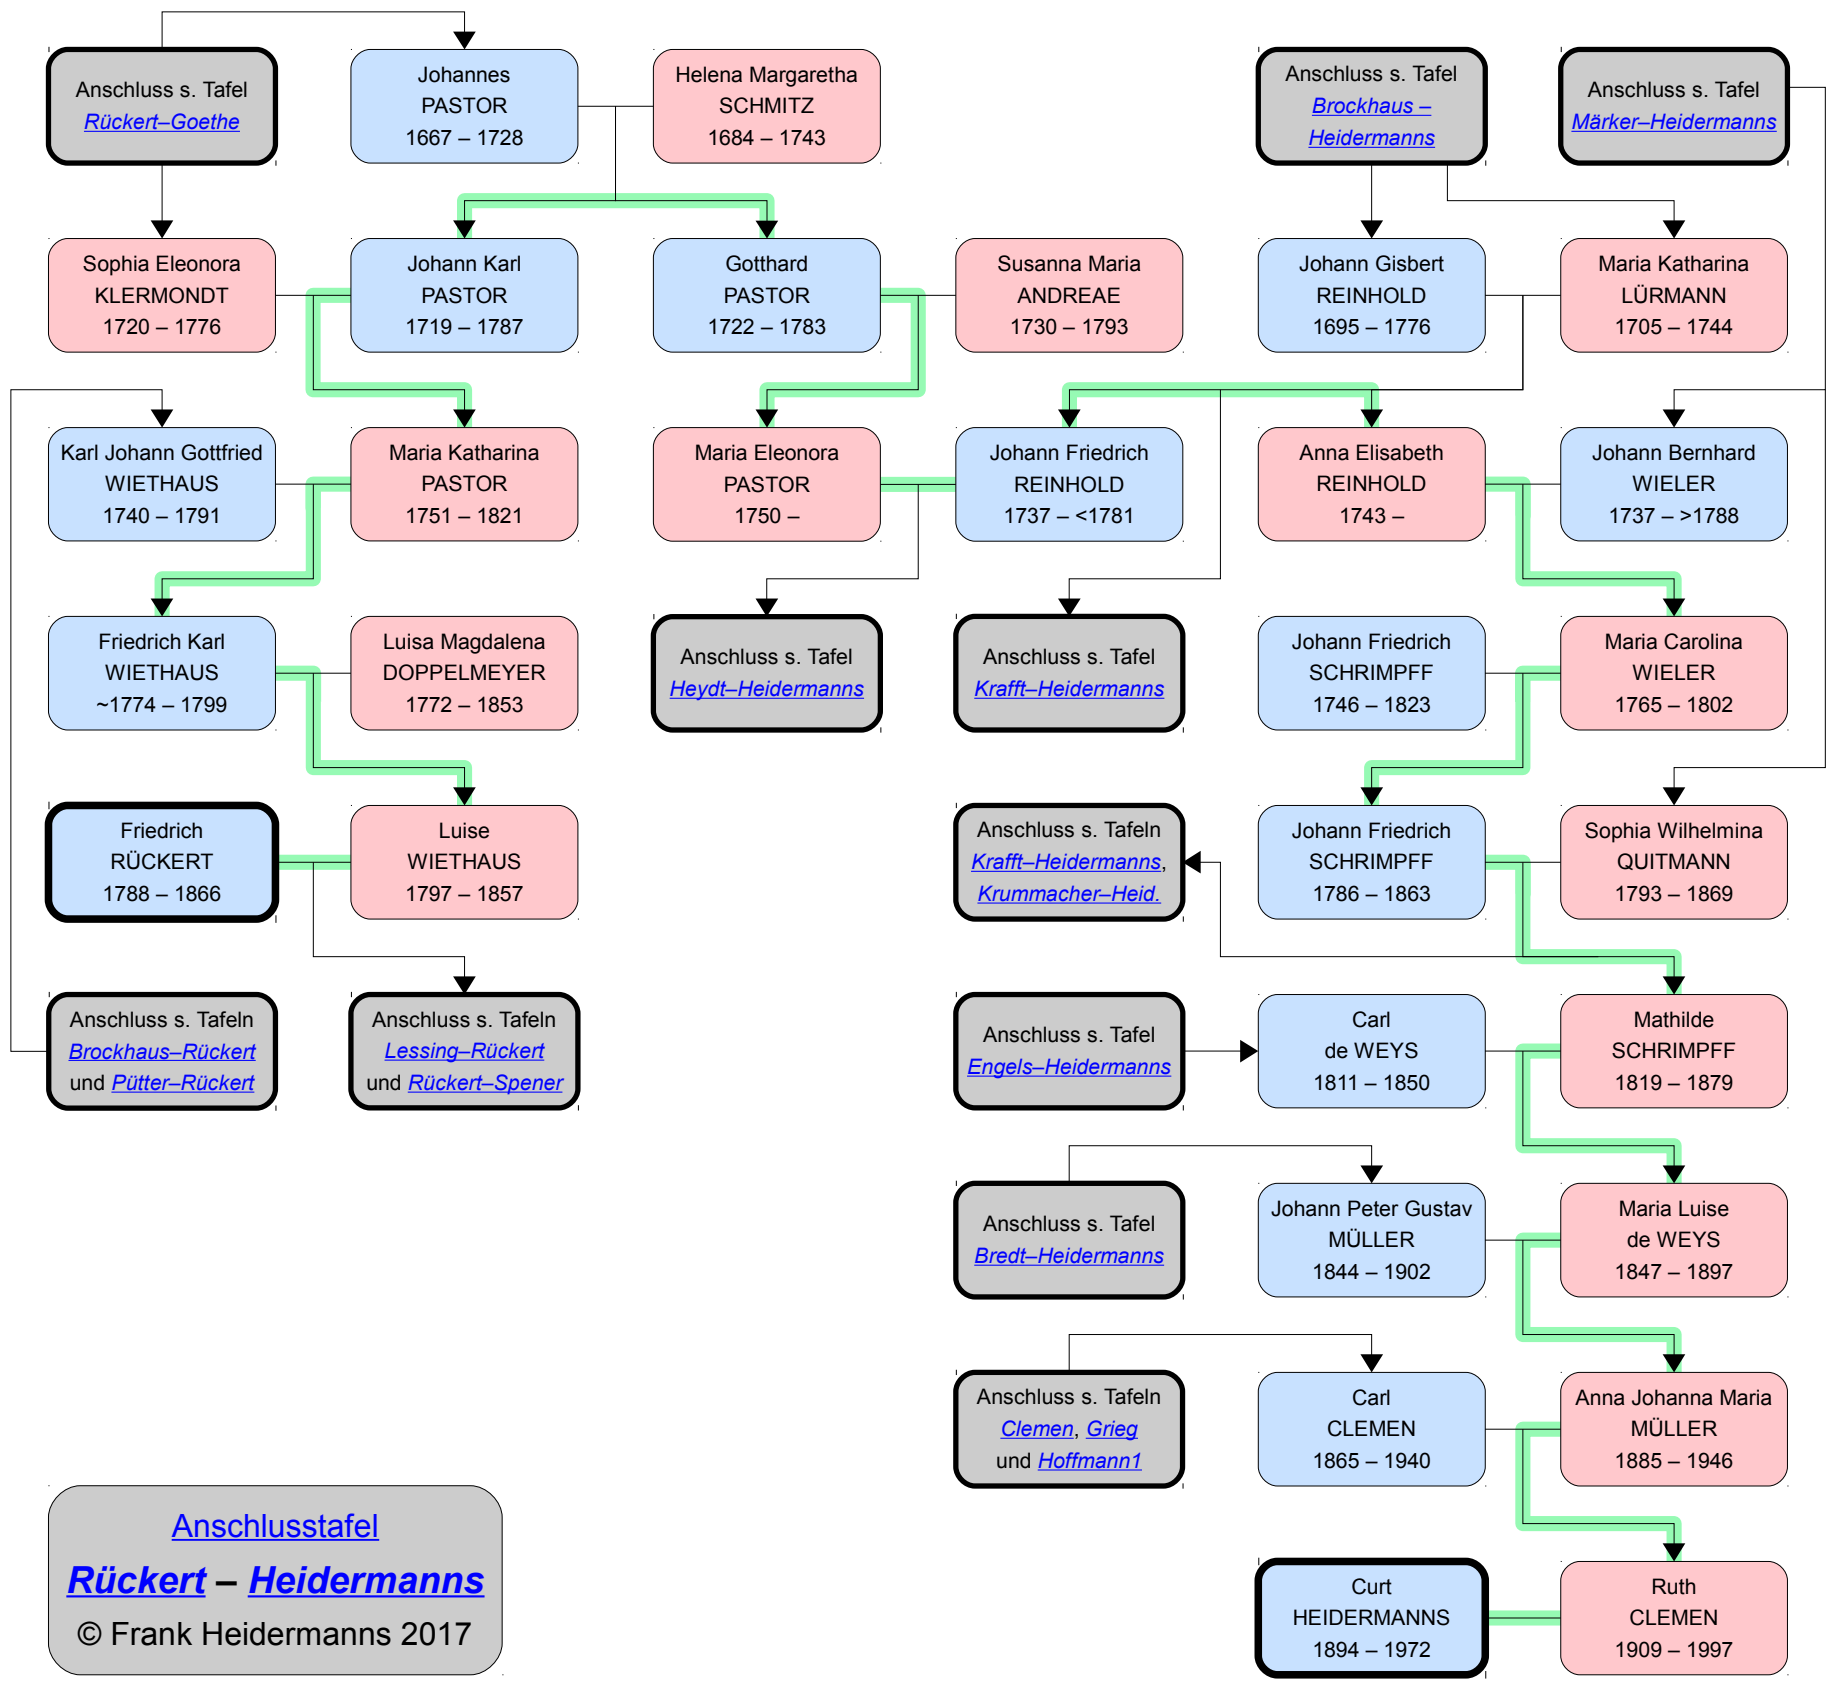 Anschluss s. Tafel
Rückert–Goethe
Johannes
PASTOR
1667 – 1728
Helena Margaretha
SCHMITZ
1684 – 1743
Anschluss s. Tafel
Brockhaus –
Heidermanns
Anschluss s. Tafel
Märker–Heidermanns
Sophia Eleonora
KLERMONDT
1720 – 1776
Johann Karl
PASTOR
1719 – 1787
Gotthard
PASTOR
1722 – 1783
Susanna Maria
ANDREAE
1730 – 1793
Johann Gisbert
REINHOLD
1695 – 1776
Maria Katharina
LÜRMANN
1705 – 1744
Karl Johann Gottfried
WIETHAUS
1740 – 1791
Maria Katharina
PASTOR
1751 – 1821
Maria Eleonora
PASTOR
1750 –
Johann Friedrich
REINHOLD
1737 – <1781
Anna Elisabeth
REINHOLD
1743 –
Johann Bernhard
WIELER
1737 – >1788
Friedrich Karl
WIETHAUS
~1774 – 1799
Luisa Magdalena
DOPPELMEYER
1772 – 1853
Anschluss s. Tafel
Heydt–Heidermanns
Anschluss s. Tafel
Krafft–Heidermanns
Johann Friedrich
SCHRIMPFF
1746 – 1823
Maria Carolina
WIELER
1765 – 1802
Friedrich
RÜCKERT
1788 – 1866
Luise
WIETHAUS
1797 – 1857
Anschluss s. Tafeln
Krafft–Heidermanns,
Krummacher–Heid.
Johann Friedrich
SCHRIMPFF
1786 – 1863
Sophia Wilhelmina
QUITMANN
1793 – 1869
Anschluss s. Tafeln
Brockhaus–Rückert
und Pütter–Rückert
Anschluss s. Tafeln
Lessing–Rückert
und Rückert–Spener
Anschluss s. Tafel
Engels–Heidermanns
Carl
de WEYS
1811 – 1850
Mathilde
SCHRIMPFF
1819 – 1879
Anschluss s. Tafel
Bredt–Heidermanns
Johann Peter Gustav
MÜLLER
1844 – 1902
Maria Luise
de WEYS
1847 – 1897
Anschluss s. Tafeln
Clemen, Grieg
und Hoffmann1
Carl
CLEMEN
1865 – 1940
Anna Johanna Maria
MÜLLER
1885 – 1946
Anschlusstafel
Rückert – Heidermanns
© Frank Heidermanns 2017
Curt
HEIDERMANNS
1894 – 1972
Ruth
CLEMEN
1909 – 1997